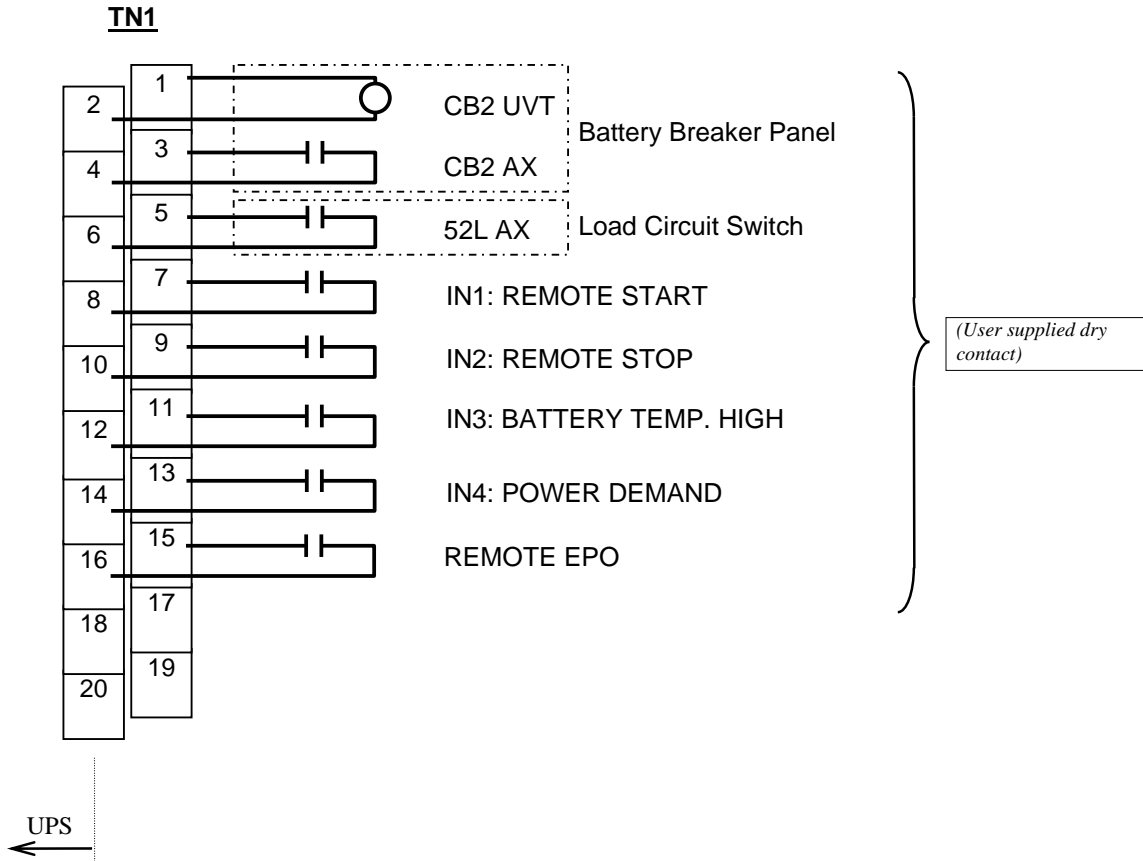 TN1
1
2
CB2 UVT
Battery Breaker Panel
3
4
CB2 AX
5
6
52L AX
Load Circuit Switch
7
8
IN1: REMOTE START
9
10
IN2: REMOTE STOP
(User supplied dry
contact)
11
12
IN3: BATTERY TEMP. HIGH
13
14
IN4: POWER DEMAND
15
16
REMOTE EPO
17
18
19
20
UPS